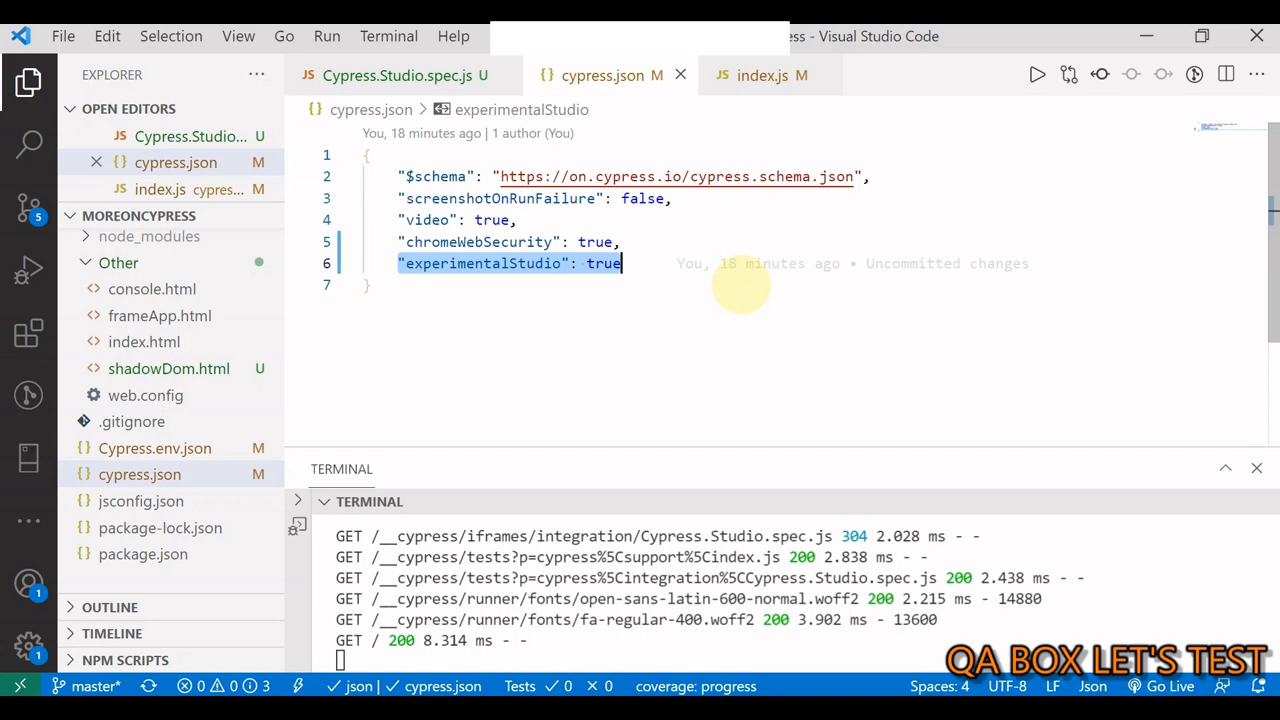 File Edit Selection View Go Run Terminal Help ss - Visual Studio Code
EXPLORER
OPEN EDITORS
JS Cypress.Studio... U
{} cypress.json M
JS index.js cypres... M
MOREONCYPRESS
node_modules
Other
<> console.html
<> frameApp.html
<> index.html
<> shadowDom.html U
web.config
.gitignore
{} Cypress.env.json M
{} cypress.json M
{} jsconfig.json
{} package-lock.json
{} package.json
OUTLINE
TIMELINE
NPM SCRIPTS
5
1
1
JS Cypress.Studio.spec.js U {} cypress.json M JS index.js M
{} cypress.json > experimentalStudio
You, 18 minutes ago | 1 author (You)
1 {
2 "$schema": "https://on.cypress.io/cypress.schema.json",
3 "screenshotOnRunFailure": false,
4 "video": true,
5 "chromeWebSecurity": true,
6 "experimentalStudio": true You, 18 minutes ago • Uncommitted changes
7 }
TERMINAL
TERMINAL
GET /__cypress/iframes/integration/Cypress.Studio.spec.js 304 2.028 ms - -
GET /__cypress/tests?p=cypress%5Csupport%5Cindex.js 200 2.838 ms - -
GET /__cypress/tests?p=cypress%5Cintegration%5CCypress.Studio.spec.js 200 2.438 ms - -
GET /__cypress/runner/fonts/open-sans-latin-600-normal.woff2 200 2.215 ms - 14880
GET /__cypress/runner/fonts/fa-regular-400.woff2 200 3.902 ms - 13600
GET / 200 8.314 ms - -
QA BOX LET'S TEST
master* 0 0 3 json | cypress.json Tests 0 0 coverage: progress Spaces: 4 UTF-8 LF Json Go Live